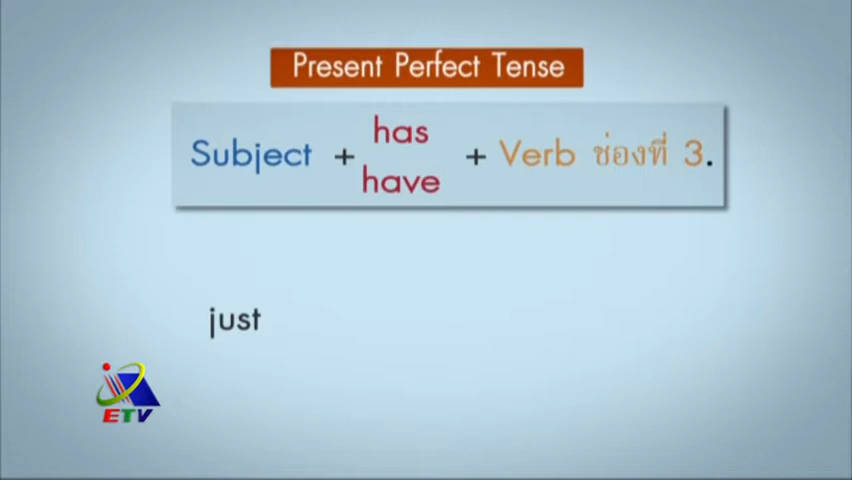 Present Perfect Tense
has
Subject + + Verb ช่องที่ 3.
have
just
ETV